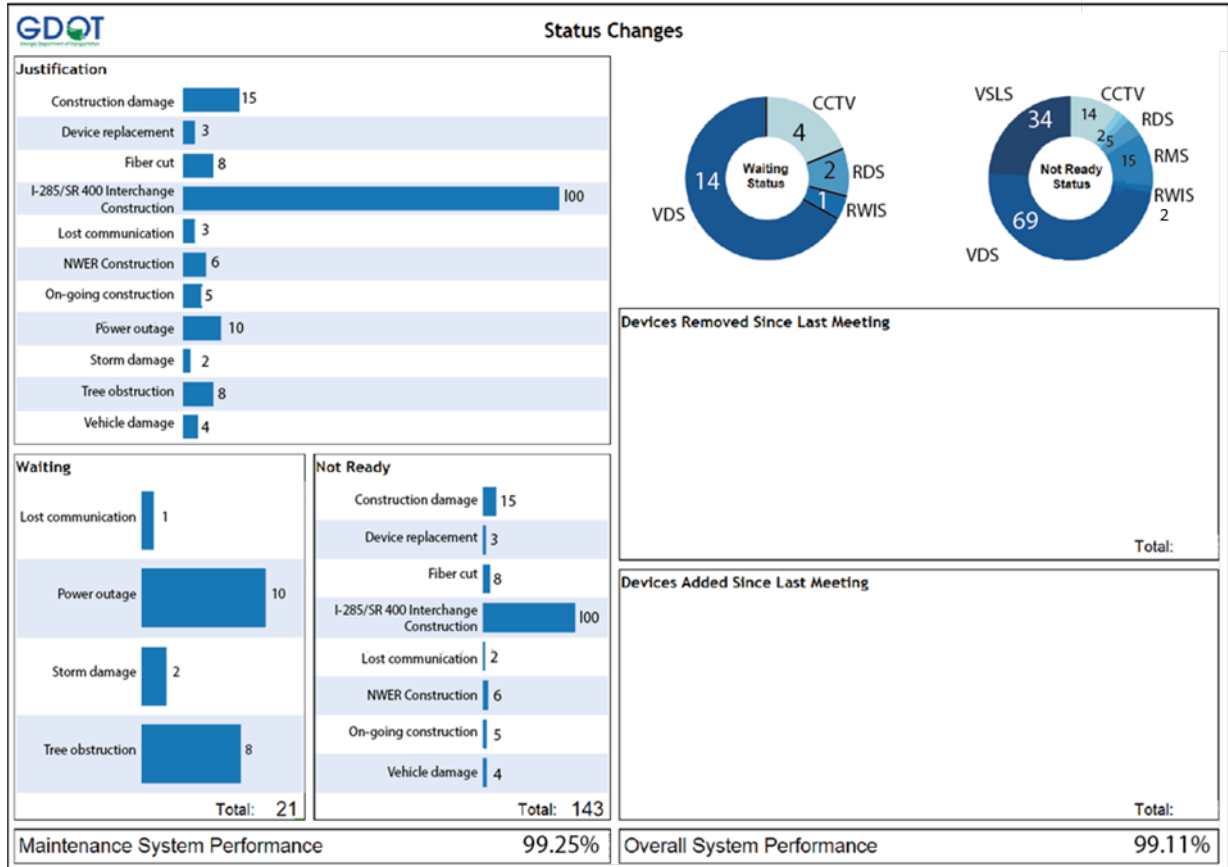 GDOT
Georgia Department of Transportation
Status Changes
Justification
Construction damage 15
Device replacement 3
Fiber cut 8
I-285/SR 400 Interchange
Construction
l00
Lost communication 3
NWER Construction 6
On-going construction 5
Power outage 10
Storm damage 2
Tree obstruction 8
Vehicle damage 4
CCTV
4
Waiting
Status
2 RDS
14
1
RWIS
VDS
VSLS
CCTV
34
14
RDS
2 5
15
RMS
Not Ready
Status
RWIS
2
69
VDS
Devices Removed Since Last Meeting
Total:
Waiting
Lost communication 1
Power outage 10
Storm damage 2
Tree obstruction 8
Total: 21
Not Ready
Construction damage 15
Device replacement 3
Fiber cut 8
I-285/SR 400 Interchange
Construction
l00
Lost communication 2
NWER Construction 6
On-going construction 5
Vehicle damage 4
Total: 143
Devices Added Since Last Meeting
Total:
Maintenance System Performance 99.25%
Overall System Performance 99.11%